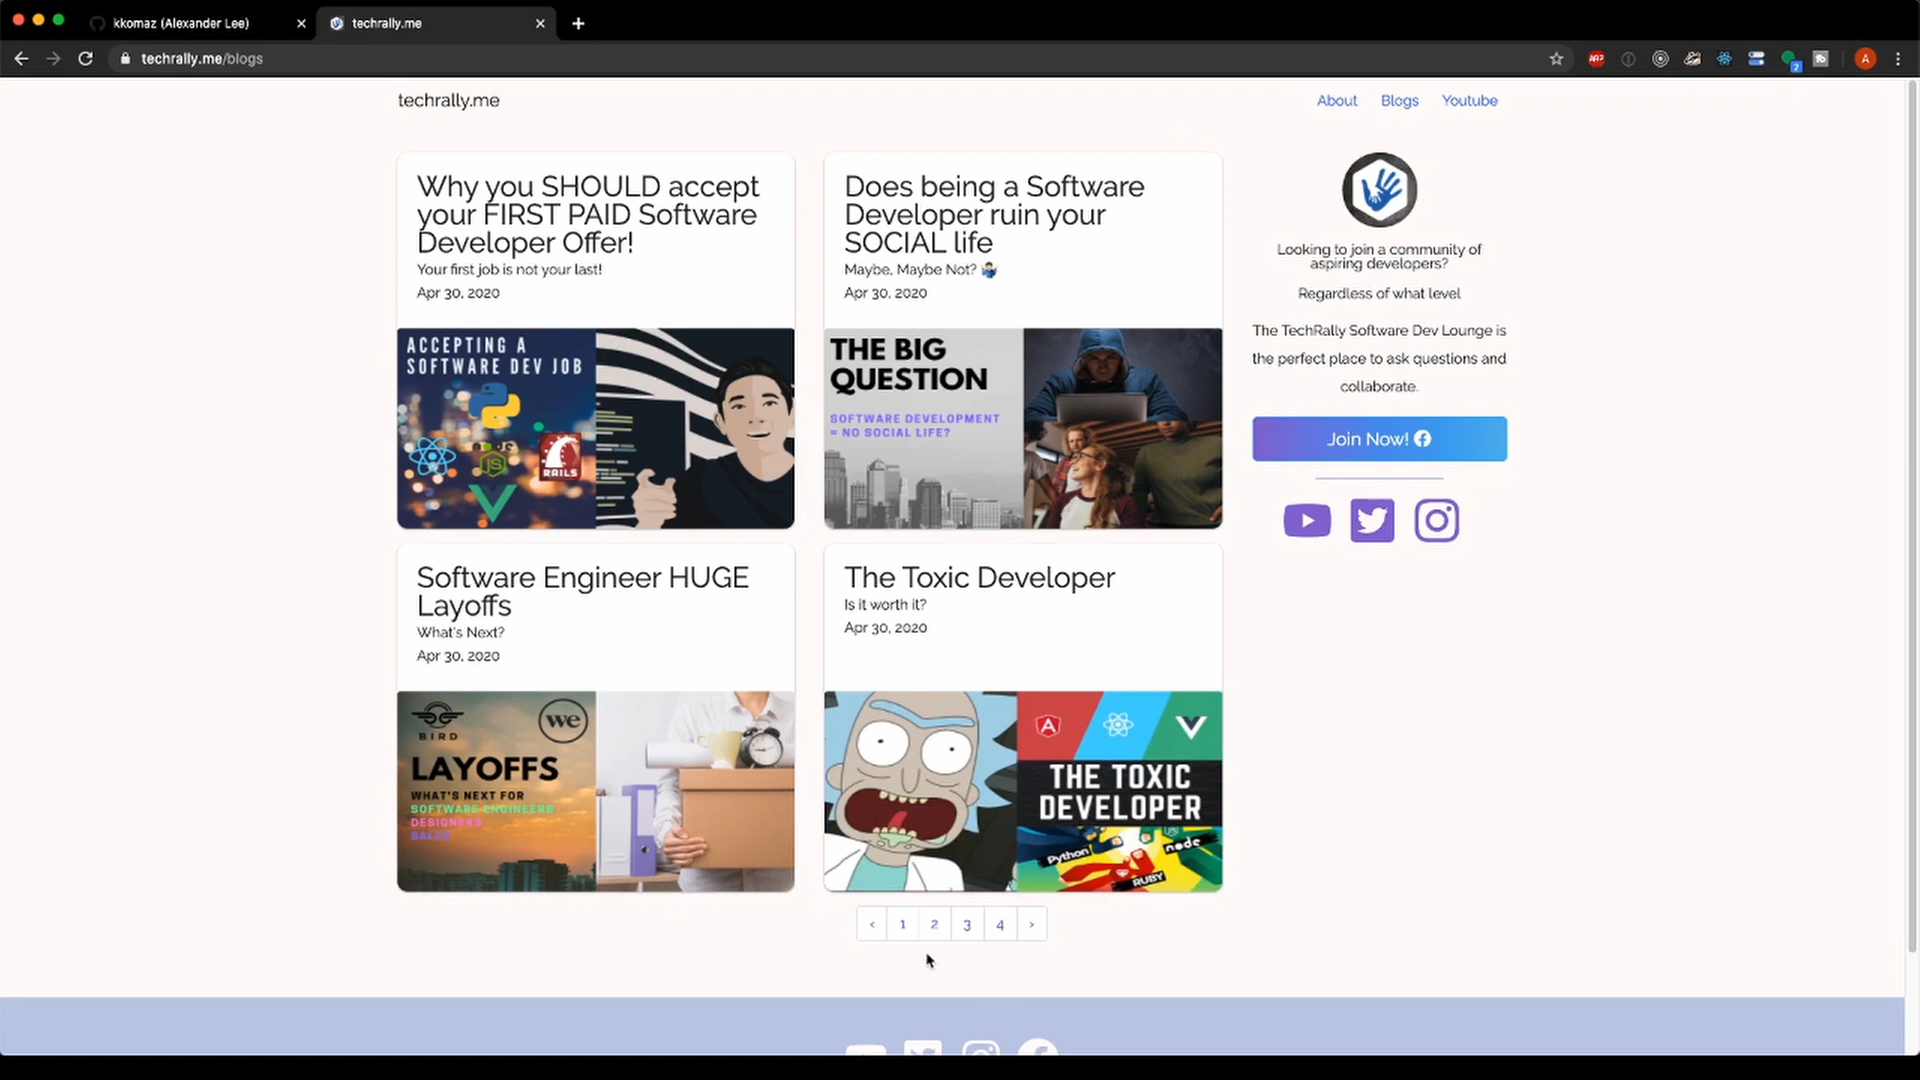 kkomaz (Alexander Lee)
techrally.me
techrally.me/blogs
ABP
2
A
techrally.me
About
Blogs
Youtube
Why you SHOULD accept
your FIRST PAID Software
Developer Offer!
Your first job is not your last!
Apr 30, 2020
ACCEPTING A
SOFTWARE DEV JOB
JS
RAILS
Does being a Software
Developer ruin your
SOCIAL life
Maybe, Maybe Not? 🤷‍♂️
Apr 30, 2020
THE BIG
QUESTION
SOFTWARE DEVELOPMENT
= NO SOCIAL LIFE?
Looking to join a community of
aspiring developers?
Regardless of what level
The TechRally Software Dev Lounge is
the perfect place to ask questions and
collaborate.
Join Now!
Software Engineer HUGE
Layoffs
What's Next?
Apr 30, 2020
BIRD
we
LAYOFFS
WHAT'S NEXT FOR
SOFTWARE ENGINEERS
DESIGNERS
SALES
The Toxic Developer
Is it worth it?
Apr 30, 2020
A
THE TOXIC
DEVELOPER
Python
node
RUBY
‹ 1 2 3 4 ›